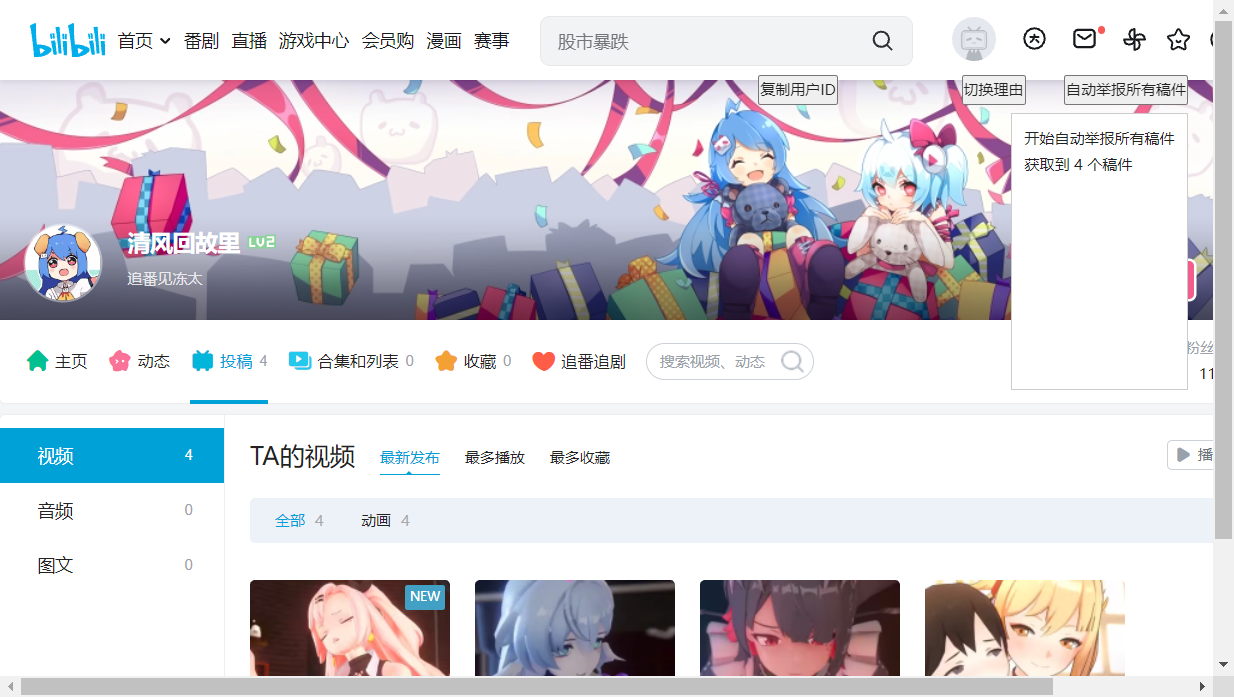 bilibili 首页 番剧 直播 游戏中心 会员购 漫画 赛事 股市暴跌
复制用户ID 切换理由 自动举报所有稿件
开始自动举报所有稿件
获取到 4 个稿件
清风回故里 LV2
追番见冻太
主页 动态 投稿 4 合集和列表 0 收藏 0 追番追剧 搜索视频、动态
粉丝
11
视频 4
音频 0
图文 0
TA的视频 最新发布 最多播放 最多收藏 播
全部 4 动画 4
NEW